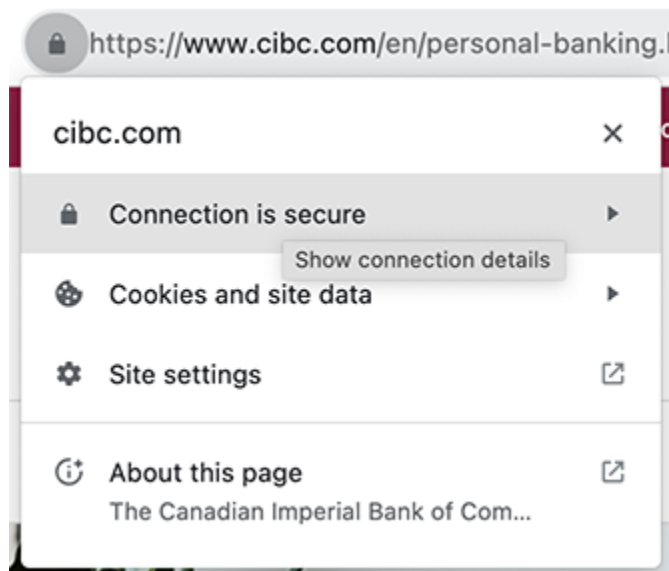 https://www.cibc.com/en/personal-banking.
cibc.com
Connection is secure
Show connection details
Cookies and site data
Site settings
About this page
The Canadian Imperial Bank of Com...